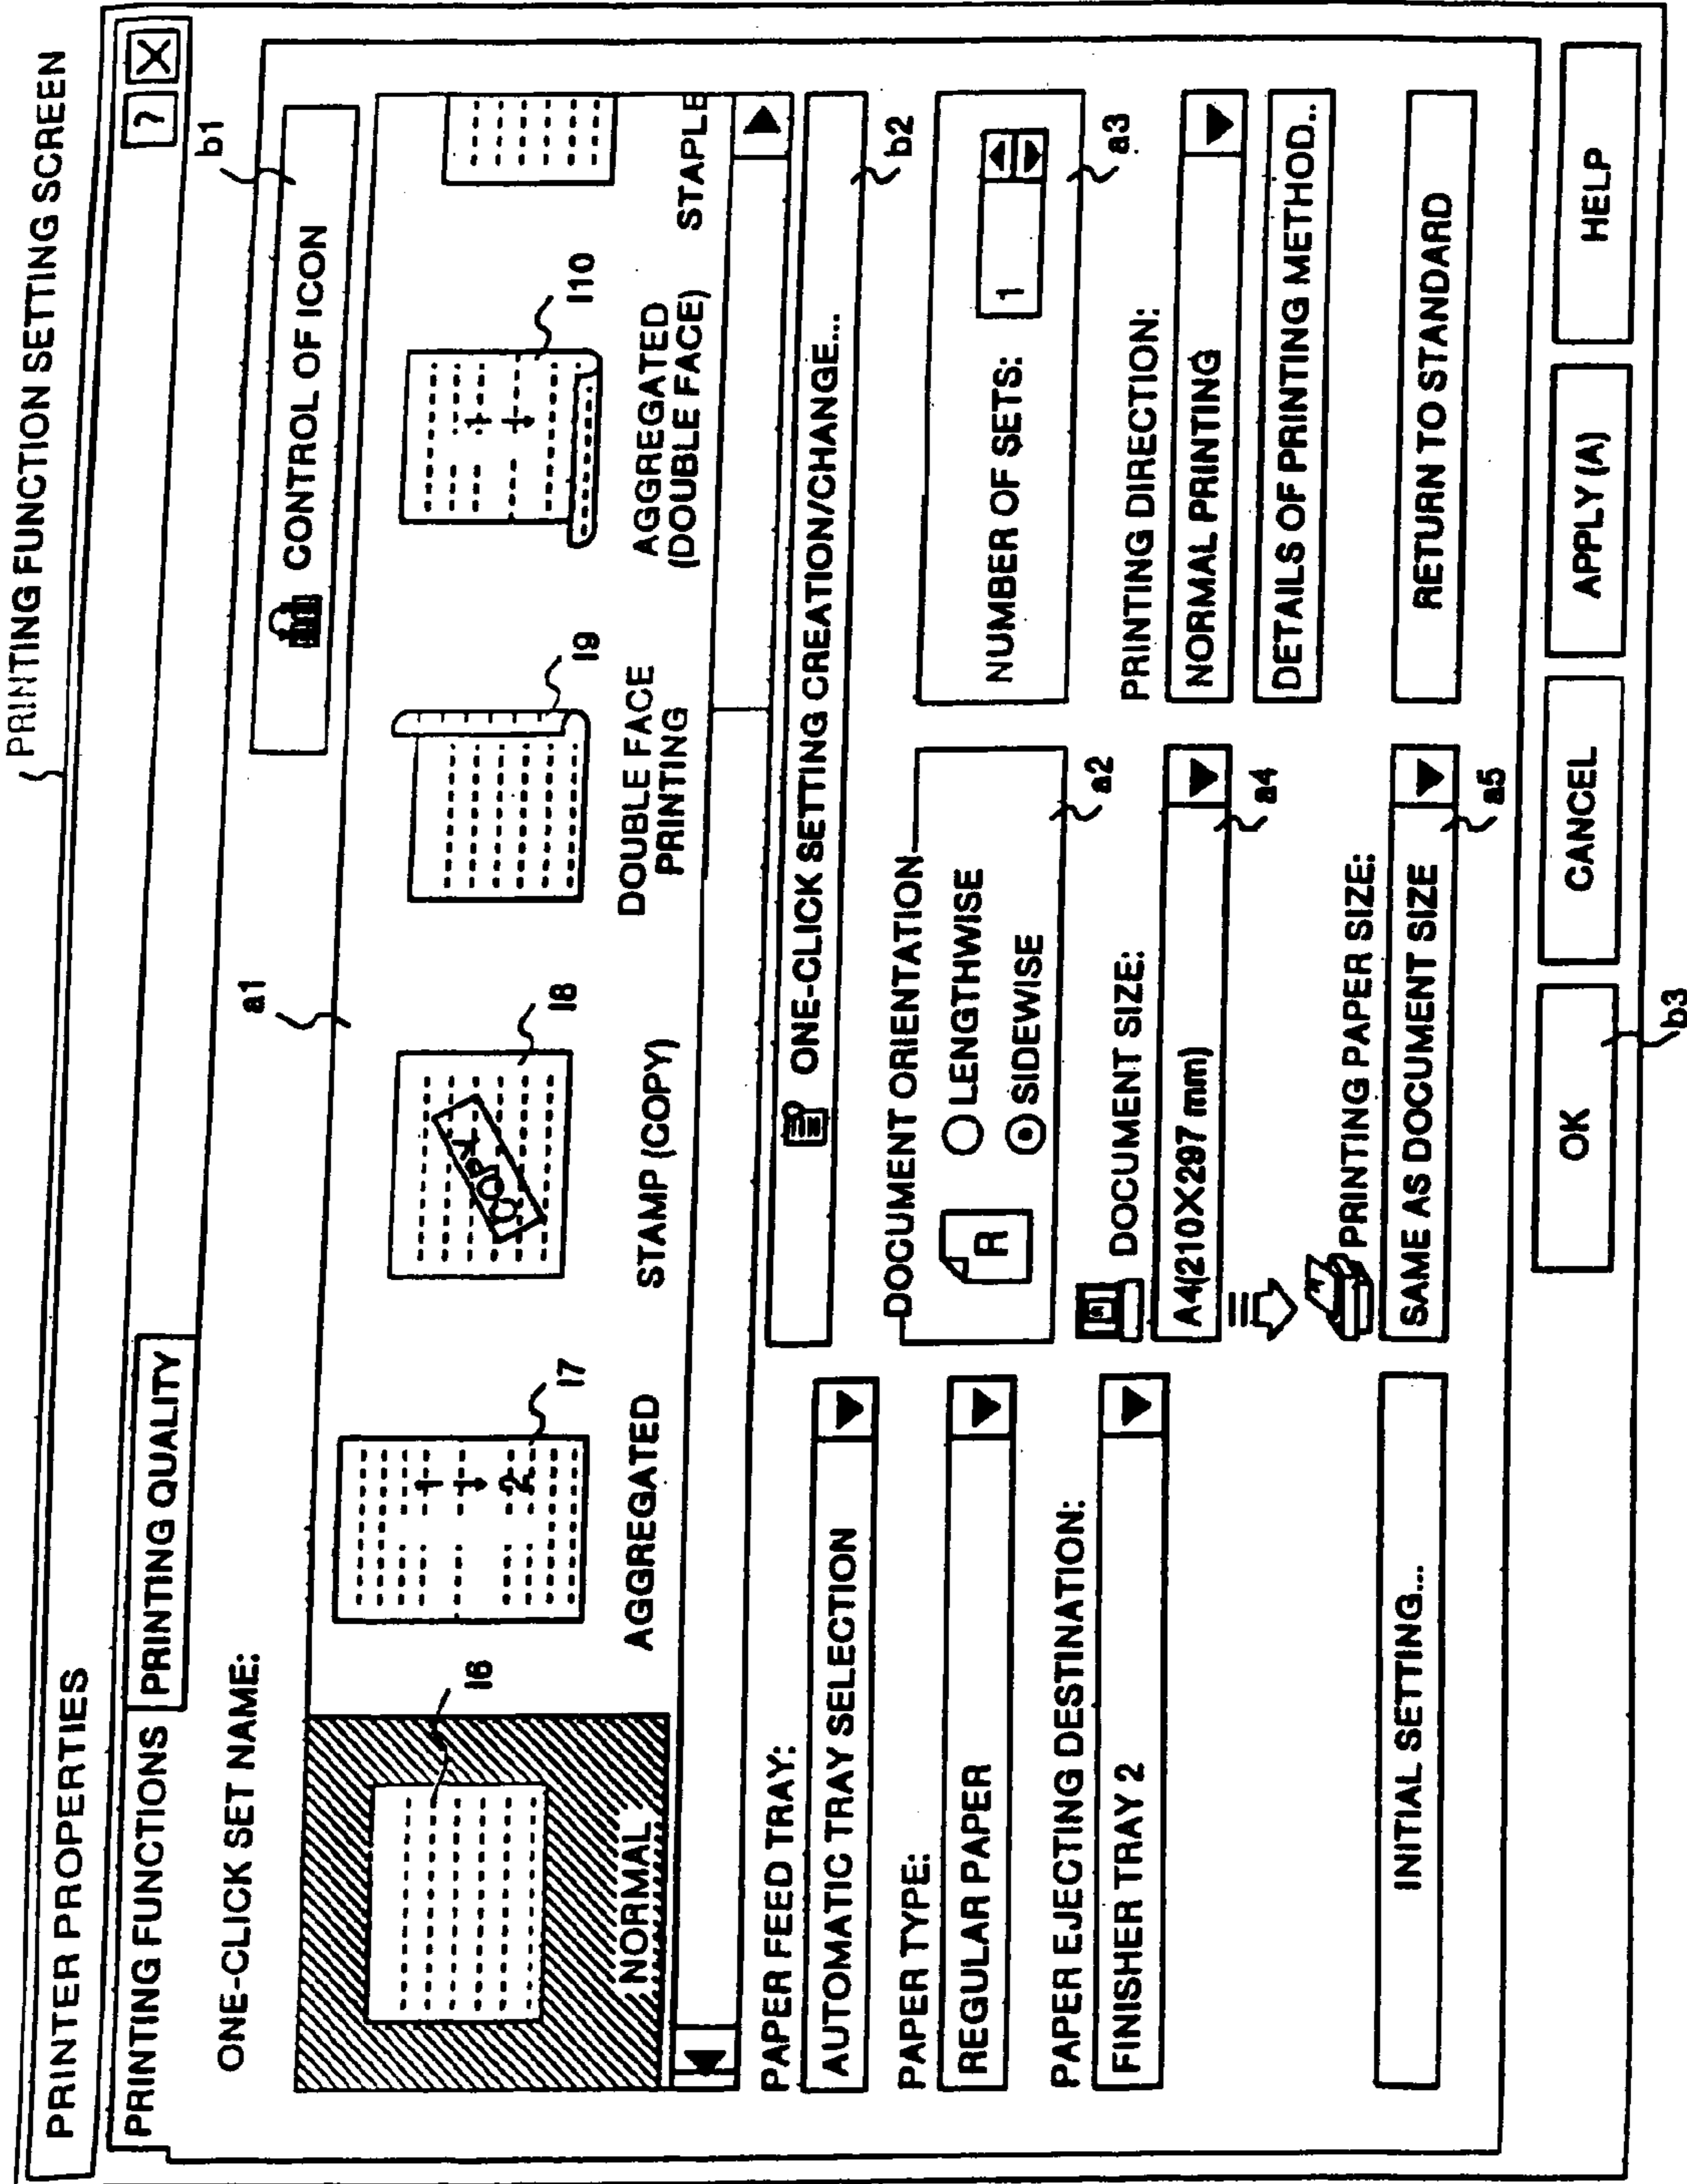 PRINTING FUNCTION SETTING SCREEN
PRINTER PROPERTIES
?
X
PRINTING FUNCTIONS
PRINTING QUALITY
ONE-CLICK SET NAME:
CONTROL OF ICON
b1
a1
I6
I7
I8
I9
I10
1
2
COPY
1
NORMAL
AGGREGATED
STAMP (COPY)
DOUBLE FACE
PRINTING
AGGREGATED
(DOUBLE FACE)
STAPLE
ONE-CLICK SETTING CREATION/CHANGE...
b2
PAPER FEED TRAY:
AUTOMATIC TRAY SELECTION
PAPER TYPE:
REGULAR PAPER
PAPER EJECTING DESTINATION:
FINISHER TRAY 2
INITIAL SETTING...
DOCUMENT ORIENTATION
R
LENGTHWISE
SIDEWISE
a2
DOCUMENT SIZE:
A4(210X297 mm)
a4
PRINTING PAPER SIZE:
SAME AS DOCUMENT SIZE
a5
NUMBER OF SETS:
1
a3
PRINTING DIRECTION:
NORMAL PRINTING
DETAILS OF PRINTING METHOD...
RETURN TO STANDARD
OK
CANCEL
APPLY (A)
HELP
b3